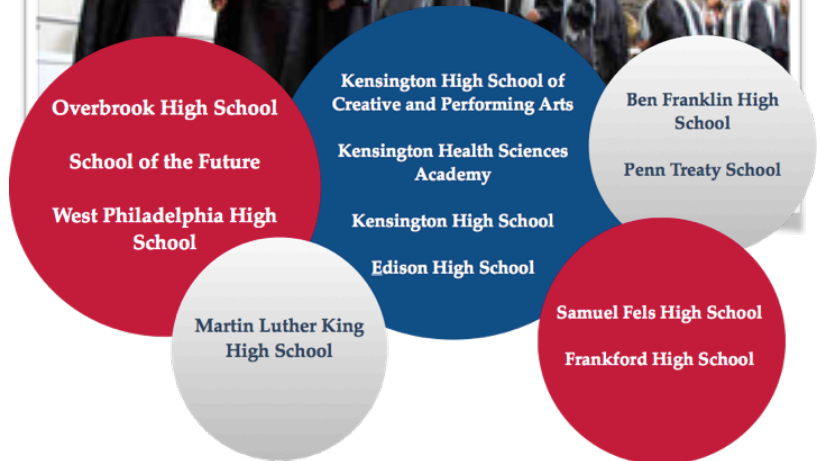 Overbrook High School
School of the Future
West Philadelphia High
School
Kensington High School of
Creative and Performing Arts
Kensington Health Sciences
Academy
Kensington High School
Edison High School
Ben Franklin High
School
Penn Treaty School
Martin Luther King
High School
Samuel Fels High School
Frankford High School